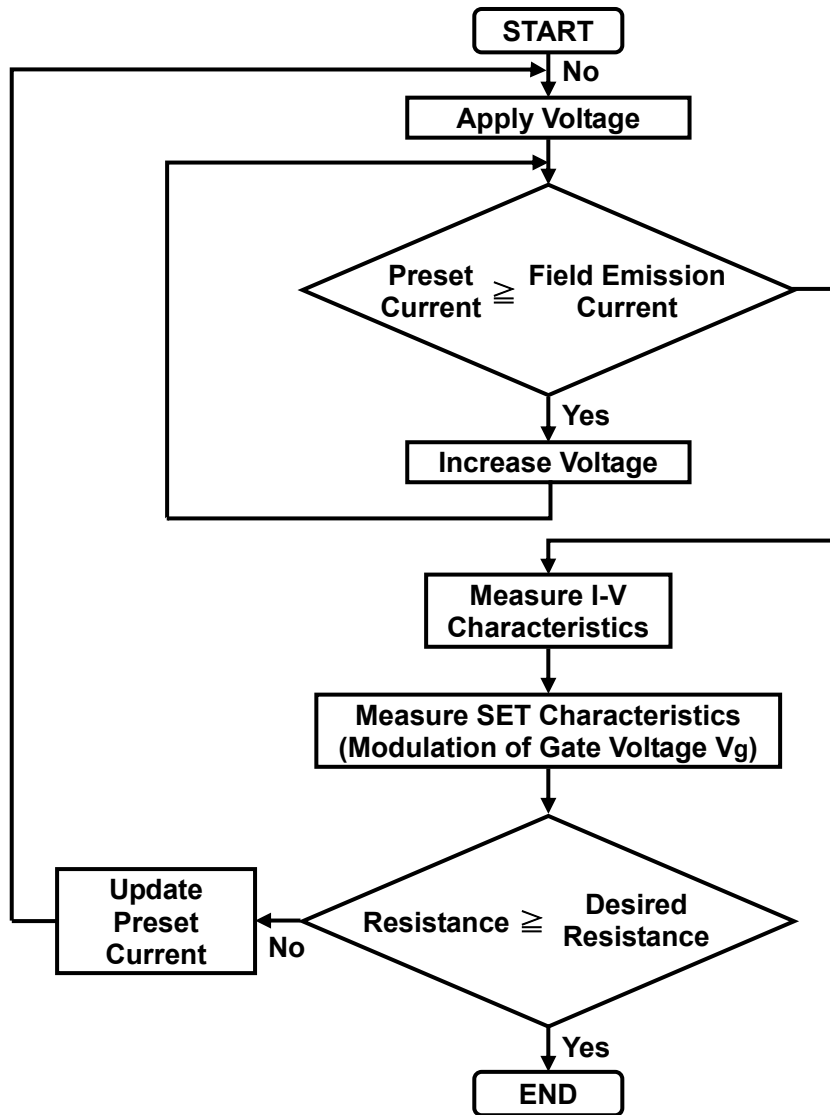 START
No
Apply Voltage
Preset
Current
≧
Field Emission
Current
Yes
Increase Voltage
Measure I-V
Characteristics
Measure SET Characteristics
(Modulation of Gate Voltage Vg)
Resistance ≧
Desired
Resistance
No
Update
Preset
Current
Yes
END